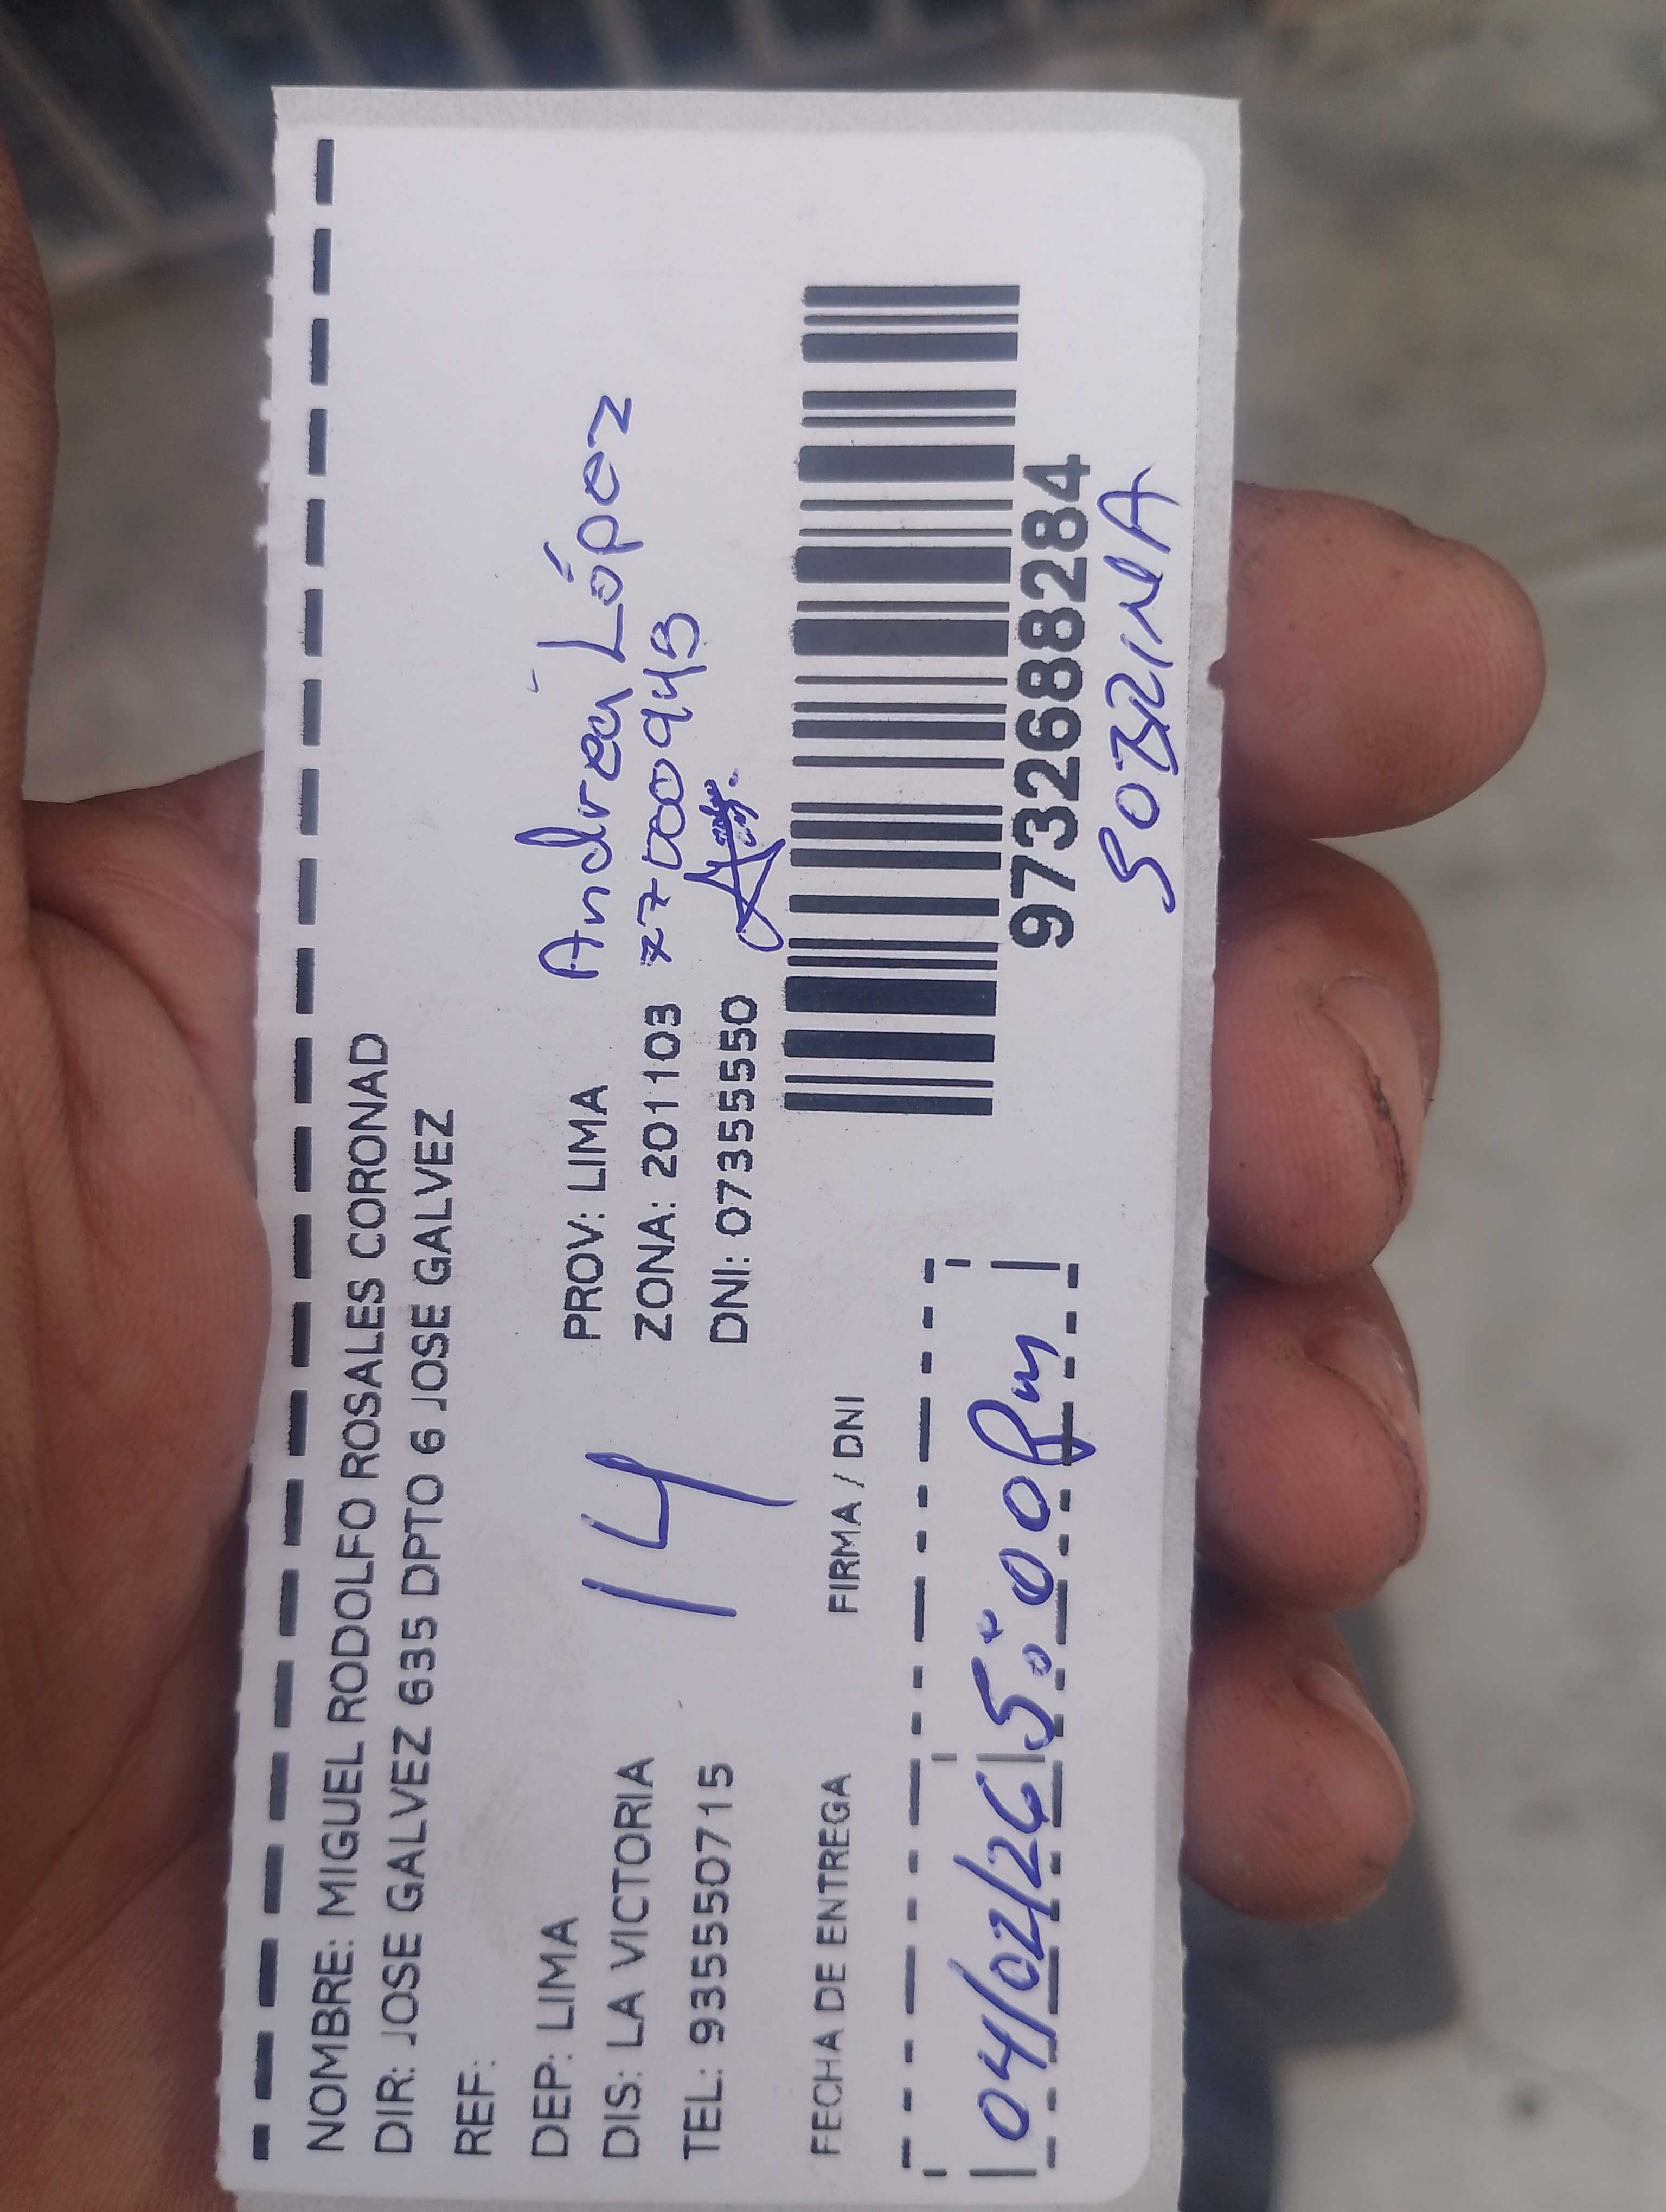 NOMBRE: MIGUEL RODOLFO ROSALES CORONAD
DIR: JOSE GALVEZ 635 DPTO 6 JOSE GALVEZ
REF:
DEP: LIMA
PROV: LIMA
Andrea López
DIS: LA VICTORIA
14
ZONA: 201103
TEL: 935550715
DNI: 07355550
FECHA DE ENTREGA
FIRMA / DNI
04/02/26 5:00Pm
9732688284
SOBRINA